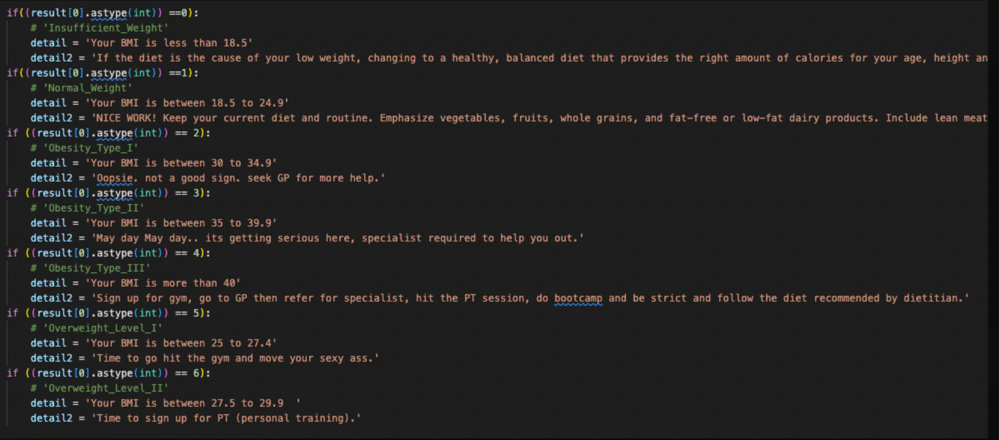 if((result[0].astype(int)) ==0):
    # 'Insufficient_Weight'
    detail = 'Your BMI is less than 18.5'
    detail2 = 'If the diet is the cause of your low weight, changing to a healthy, balanced diet that provides the right amount of calories for your age, height an
if((result[0].astype(int)) ==1):
    # 'Normal_Weight'
    detail = 'Your BMI is between 18.5 to 24.9'
    detail2 = 'NICE WORK! Keep your current diet and routine. Emphasize vegetables, fruits, whole grains, and fat-free or low-fat dairy products. Include lean meat
if ((result[0].astype(int)) == 2):
    # 'Obesity_Type_I'
    detail = 'Your BMI is between 30 to 34.9'
    detail2 = 'Oopsie. not a good sign. seek GP for more help.'
if ((result[0].astype(int)) == 3):
    # 'Obesity_Type_II'
    detail = 'Your BMI is between 35 to 39.9'
    detail2 = 'May day May day.. its getting serious here, specialist required to help you out.'
if ((result[0].astype(int)) == 4):
    # 'Obesity_Type_III'
    detail = 'Your BMI is more than 40'
    detail2 = 'Sign up for gym, go to GP then refer for specialist, hit the PT session, do bootcamp and be strict and follow the diet recommended by dietitian.'
if ((result[0].astype(int)) == 5):
    # 'Overweight_Level_I'
    detail = 'Your BMI is between 25 to 27.4'
    detail2 = 'Time to go hit the gym and move your sexy ass.'
if ((result[0].astype(int)) == 6):
    # 'Overweight_Level_II'
    detail = 'Your BMI is between 27.5 to 29.9  '
    detail2 = 'Time to sign up for PT (personal training).'